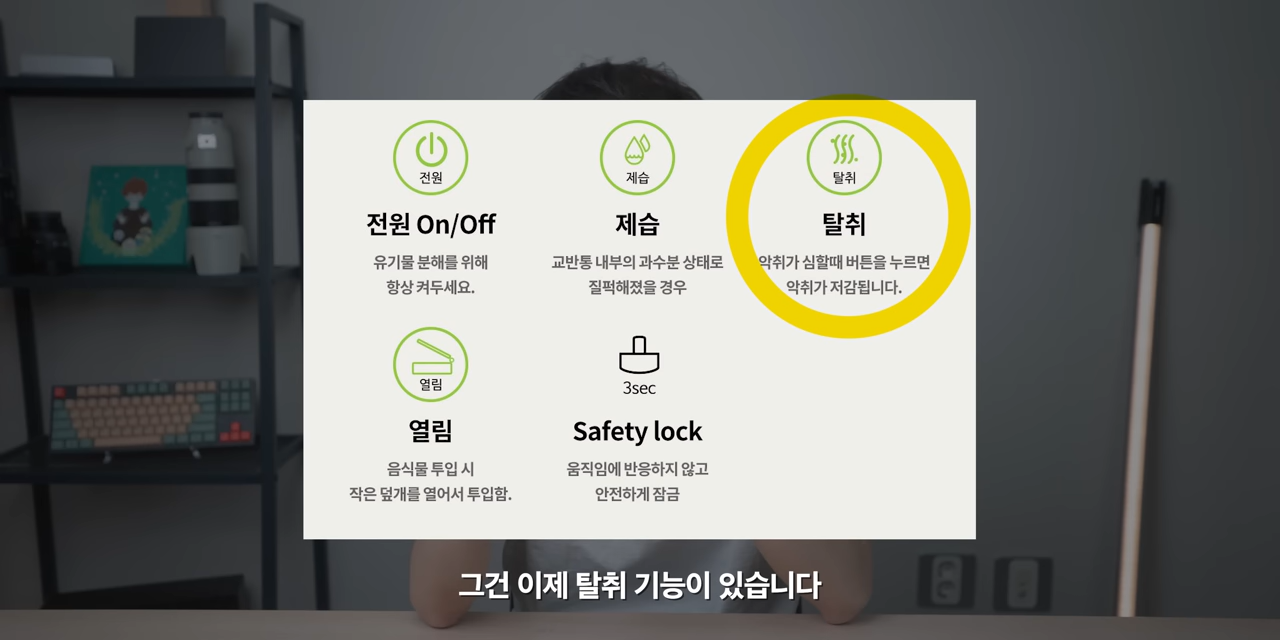 전원
제습
탈취
전원 On/Off
제습
탈취
유기물 분해를 위해
항상 켜두세요.
교반통 내부의 과수분 상태로
질퍽해졌을 경우
악취가 심할때 버튼을 누르면
악취가 저감됩니다.
열림
3sec
열림
Safety lock
음식물 투입 시
작은 덮개를 열어서 투입함.
움직임에 반응하지 않고
안전하게 잠금
그건 이제 탈취 기능이 있습니다